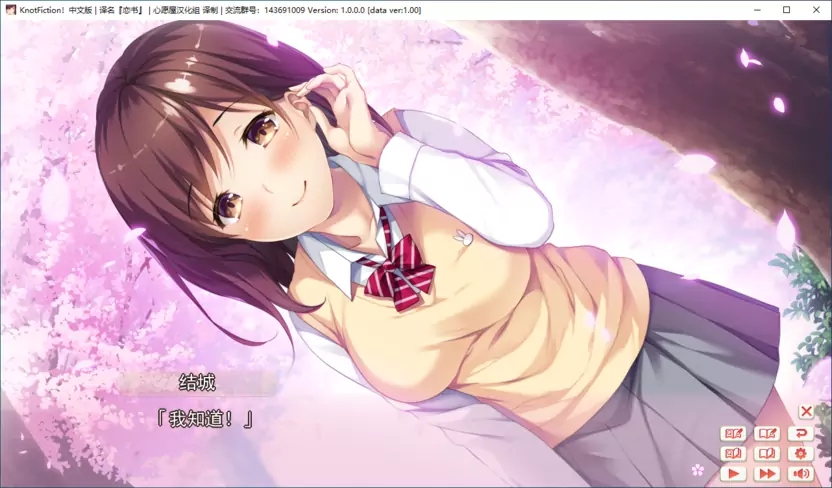 KnotFiction! 中文版 | 译名『恋书』 | 心愿屋汉化组 译制 | 交流群号：143691009 Version: 1.0.0.0 [data ver:1.00]
结城
「我知道！」